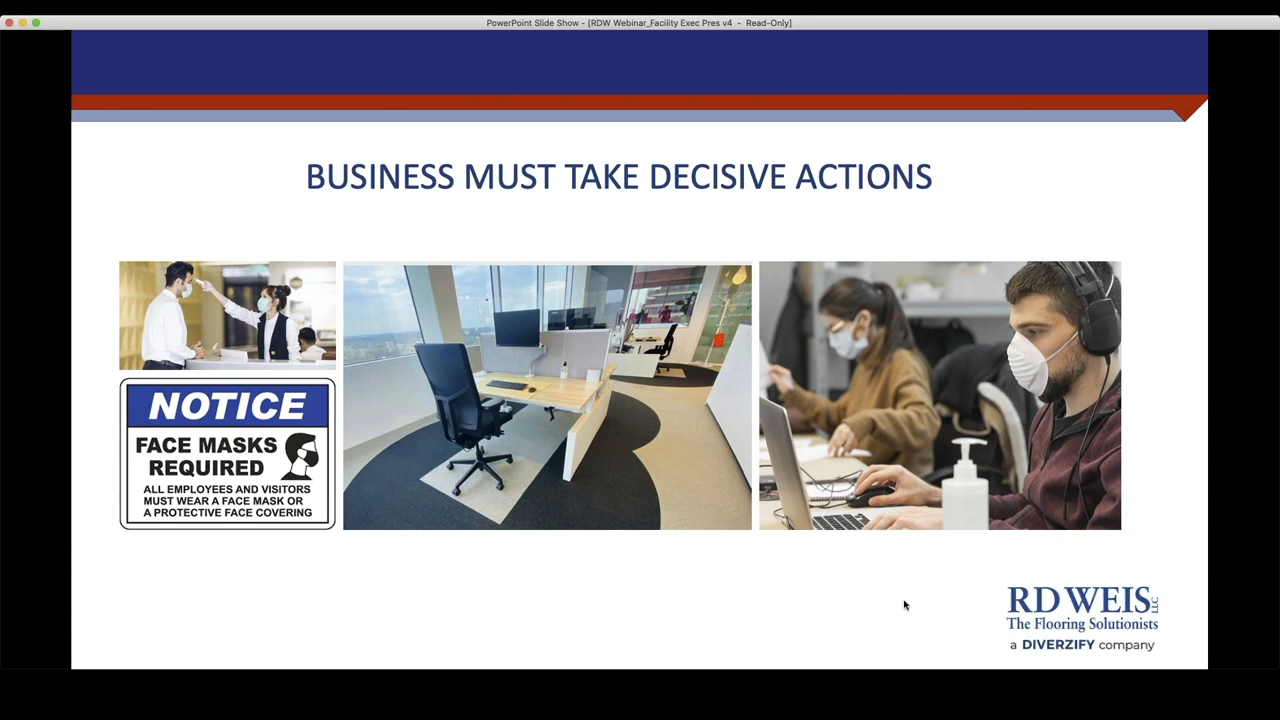 PowerPoint Slide Show - [RDW Webinar_Facility Exec Pres v4 - Read-Only]
BUSINESS MUST TAKE DECISIVE ACTIONS
NOTICE
FACE MASKS
REQUIRED
ALL EMPLOYEES AND VISITORS
MUST WEAR A FACE MASK OR
A PROTECTIVE FACE COVERING
RD WEIS LLC
The Flooring Solutionists
a DIVERZIFY company